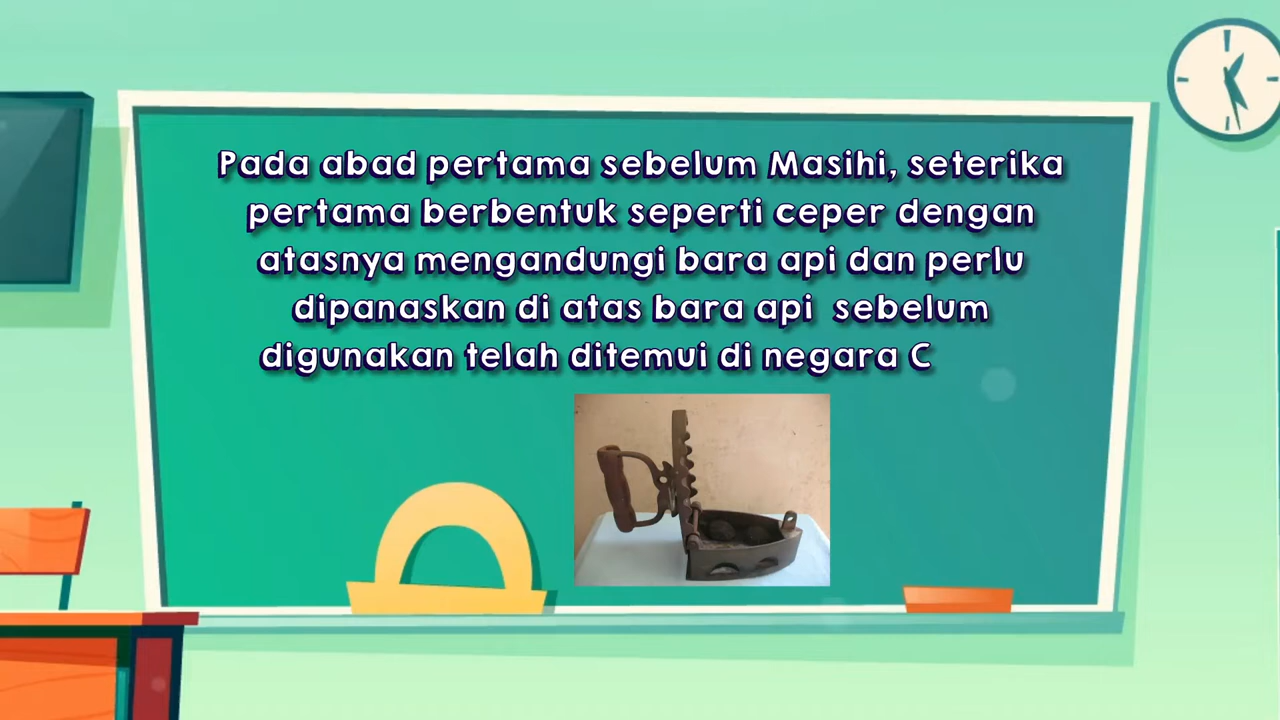 Pada abad pertama sebelum Masihi, seterika
pertama berbentuk seperti ceper dengan
atasnya mengandungi bara api dan perlu
dipanaskan di atas bara api sebelum
digunakan telah ditemui di negara C